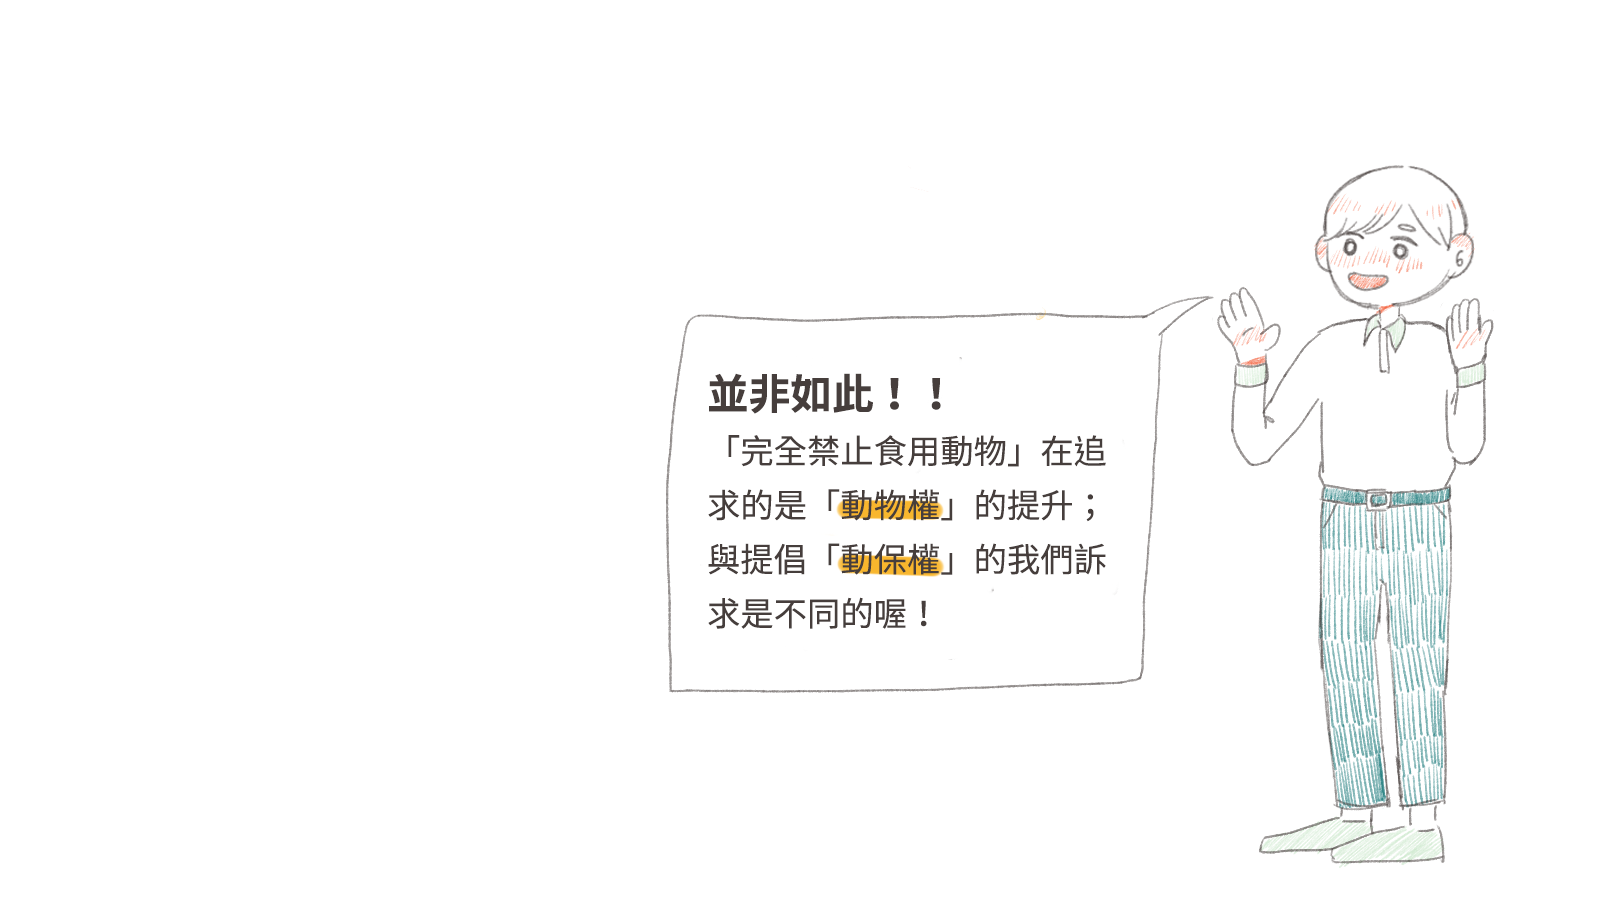 並非如此！！
「完全禁止食用動物」在追
求的是「動物權」的提升；
與提倡「動保權」的我們訴
求是不同的喔！